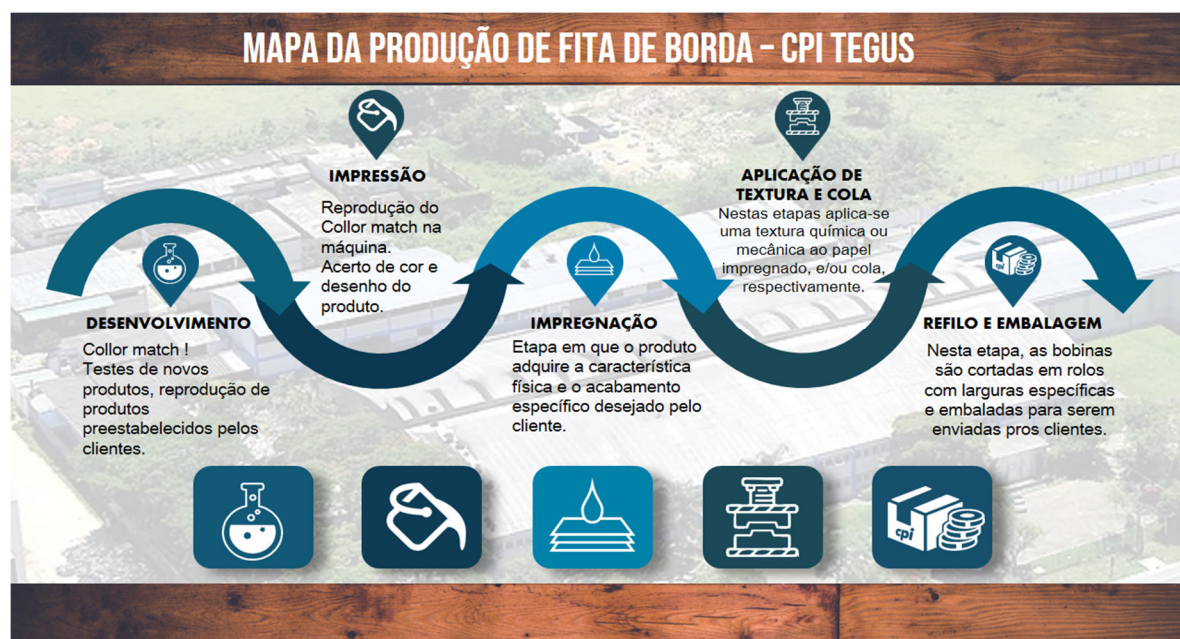 MAPA DA PRODUÇÃO DE FITA DE BORDA – CPI TEGUS
DESENVOLVIMENTO
Collor match !
Testes de novos
produtos, reprodução de
produtos
preestabelecidos pelos
clientes.
IMPRESSÃO
Reprodução do
Collor match na
máquina.
Acerto de cor e
desenho do
produto.
IMPREGNAÇÃO
Etapa em que o produto
adquire a característica
física e o acabamento
específico desejado pelo
cliente.
APLICAÇÃO DE
TEXTURA E COLA
Nestas etapas aplica-se
uma textura química ou
mecânica ao papel
impregnado, e/ou cola,
respectivamente.
cpi
REFILO E EMBALAGEM
Nesta etapa, as bobinas
são cortadas em rolos
com larguras específicas
e embaladas para serem
enviadas pros clientes.
cpi